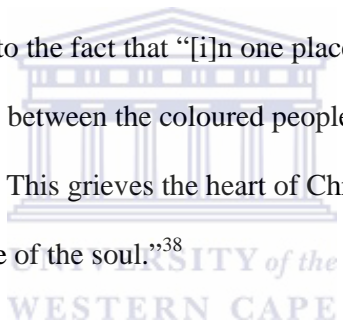 to the fact that “[i]n one place
between the coloured people
This grieves the heart of Chi
e of the soul.”38
UNIVERSITY of the
WESTERN CAPE